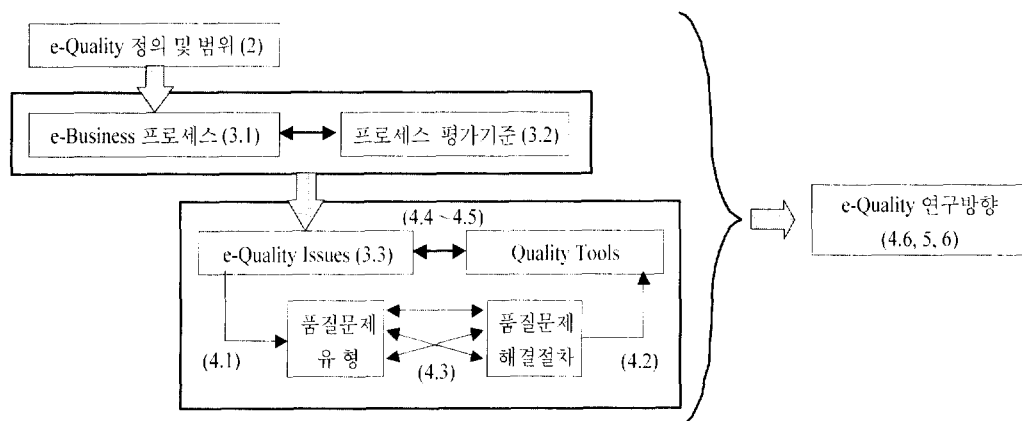 e-Quality 정의 및 범위 (2)
e-Business 프로세스 (3.1)
프로세스 평가기준 (3.2)
(4.4 ~ 4.5)
e-Quality Issues (3.3)
Quality Tools
품질문제
유 형
품질문제
해결절차
(4.1)
(4.3)
(4.2)
e-Quality 연구방향
(4.6, 5, 6)